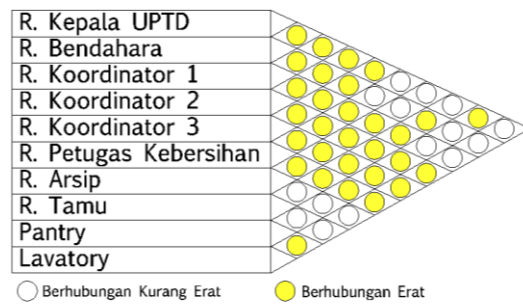 R. Kepala UPTD
R. Bendahara
R. Koordinator 1
R. Koordinator 2
R. Koordinator 3
R. Petugas Kebersihan
R. Arsip
R. Tamu
Pantry
Lavatory
Berhubungan Kurang Erat
Berhubungan Erat